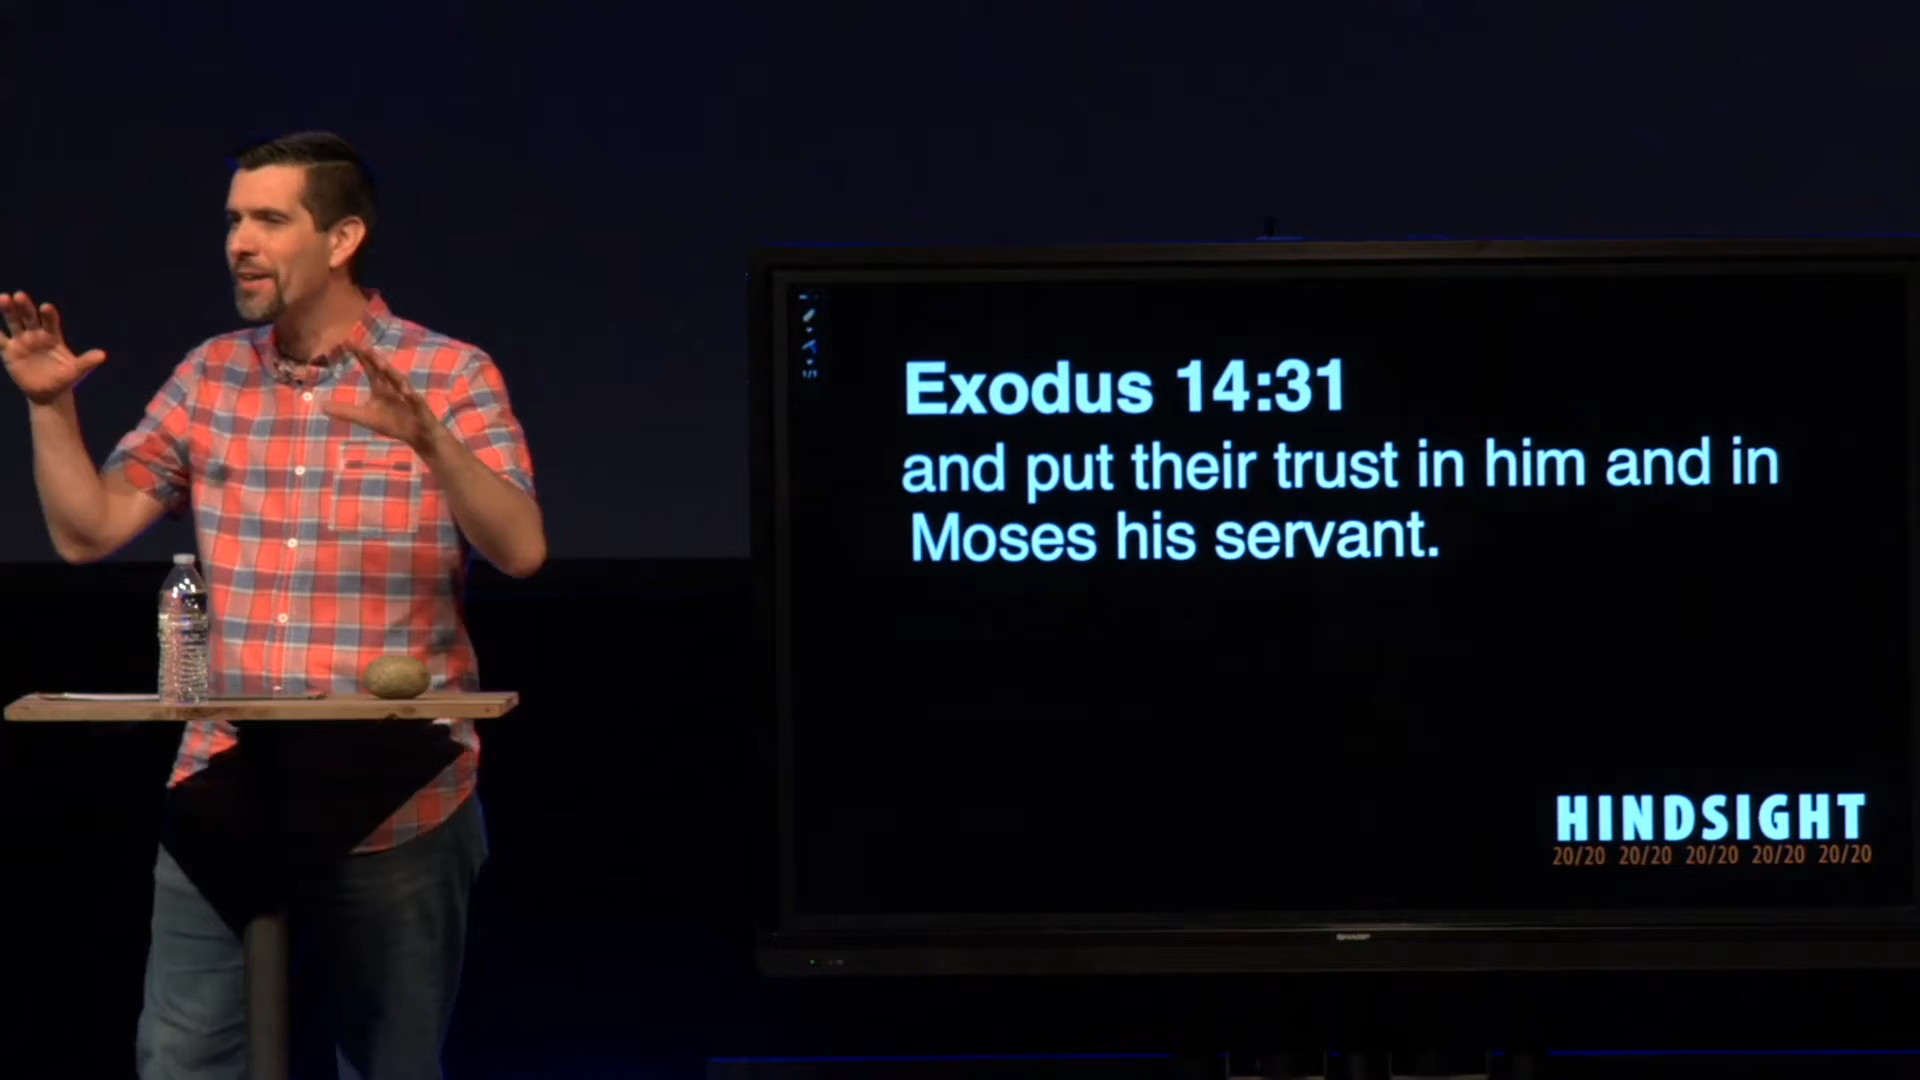 Exodus 14:31
and put their trust in him and in
Moses his servant.
HINDSIGHT
20/20 20/20 20/20 20/20 20/20
SHARP